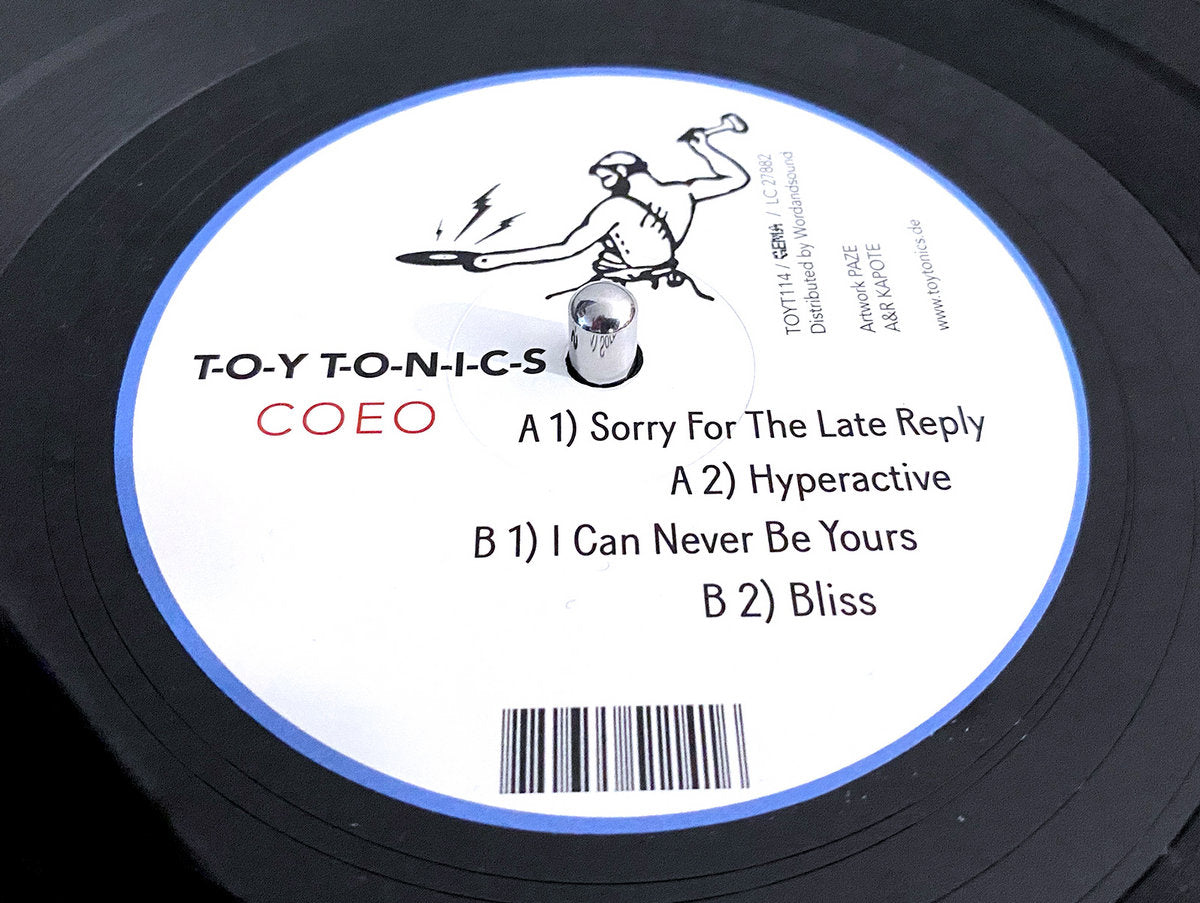 TOYT114 / GEMA / LC 27882
Distributed by Wordandsound
Artwork PAZE
A&R KAPOTE
www.toytonics.de
T-O-Y T-O-N-I-C-S
COEO
A 1) Sorry For The Late Reply
A 2) Hyperactive
B 1) I Can Never Be Yours
B 2) Bliss